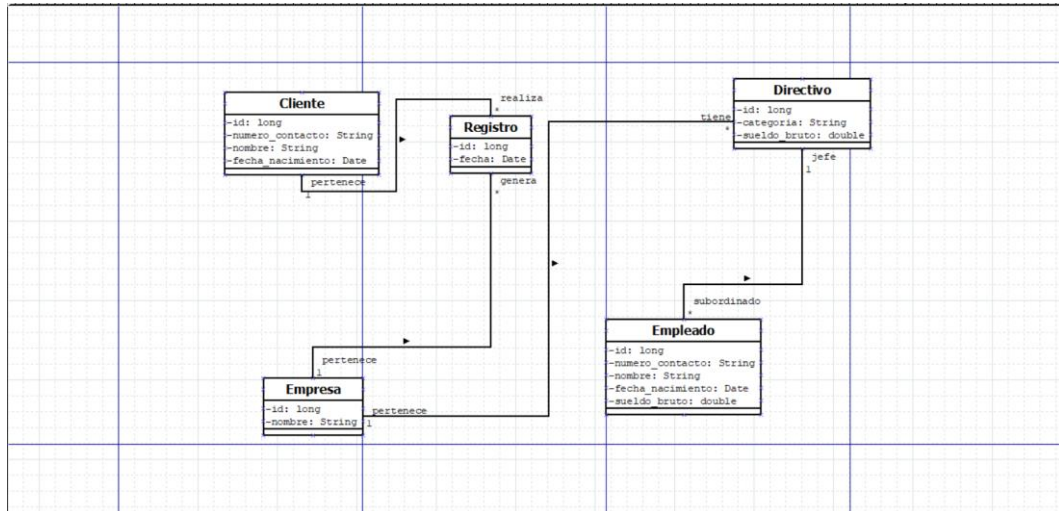 Cliente
-id: long
-numero_contacto: String
-nombre: String
-fecha_nacimiento: Date
pertenece
1
realiza
*
Registro
-id: long
-fecha: Date
genera
*
pertenece
1
Empresa
-id: long
-nombre: String
pertenece
1
tiene
*
Directivo
-id: long
-categoria: String
-sueldo_bruto: double
jefe
1
subordinado
*
Empleado
-id: long
-numero_contacto: String
-nombre: String
-fecha_nacimiento: Date
-sueldo_bruto: double